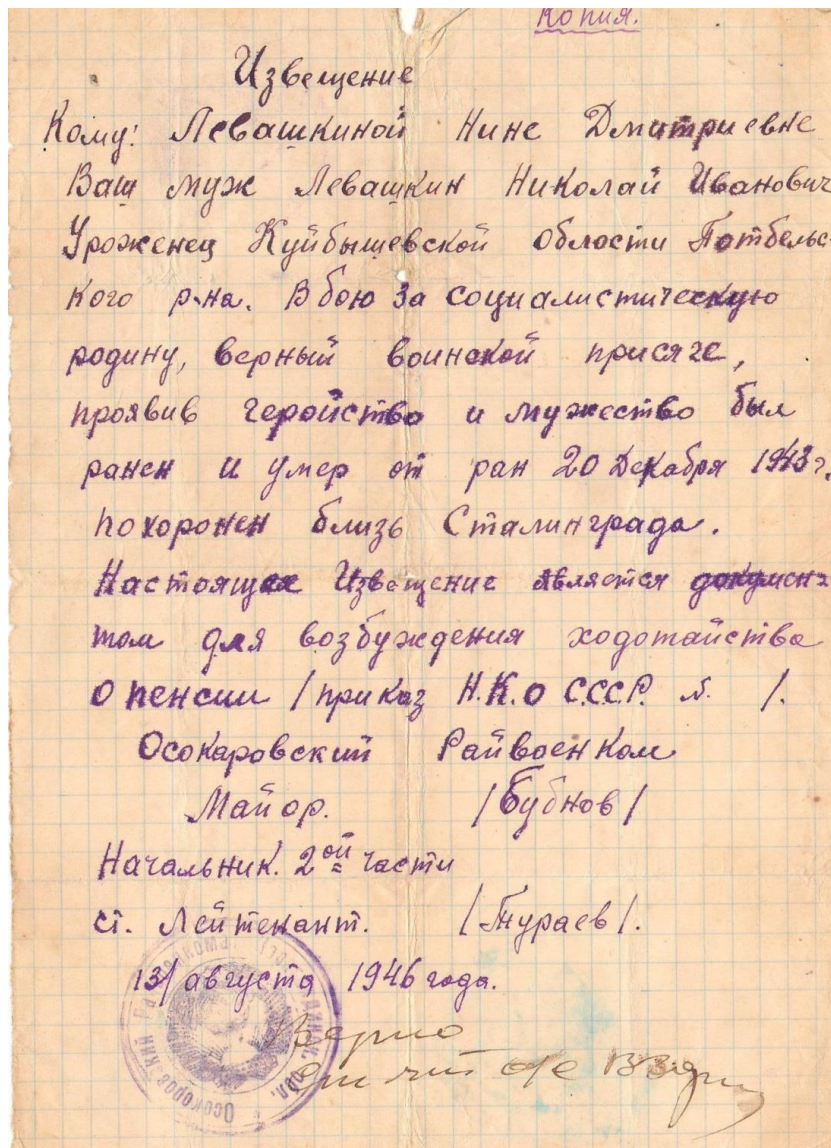 Копия.
Извещение
Кому: Левашкиной Нине Дмитриевне
Ваш муж Левашкин Николай Иванович
Уроженец Куйбышевской области Потбельс-
кого р-на. В бою за социалистическую
родину, верный воинской присяге,
проявив геройство и мужество был
ранен и умер от ран 20 Декабря 1943 г.
похоронен близь Сталинграда.
Настоящее Извещение является докумен-
том для возбуждения ходотайства
о пенсии / приказ Н.К.О С.С.С.Р. №. /.
Осокаровский Райвоенком
Майор. /Бубнов/
Начальник. 2ой части
ст. Лейтенант. /Тураев/.
13/ августа 1946 года.
Верно